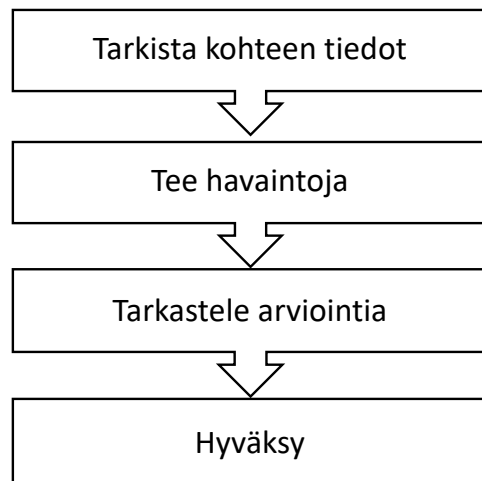 Tarkista kohteen tiedot
Tee havaintoja
Tarkastele arviointia
Hyväksy